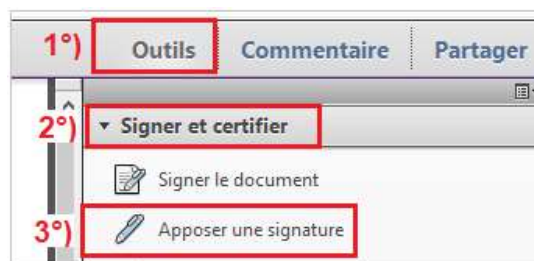 1°) Outils Commentaire Partager
2°) Signer et certifier
Signer le document
3°) Apposer une signature